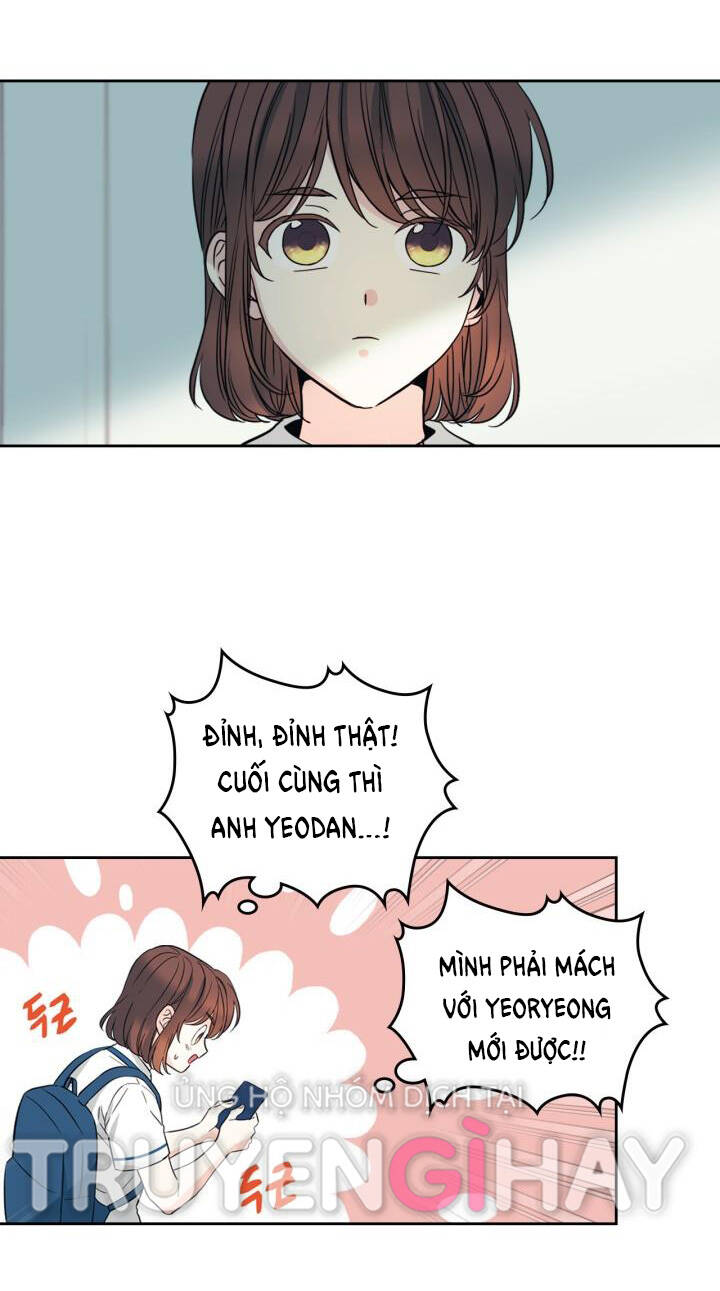 ĐỈNH, ĐỈNH THẬT!
CUỐI CÙNG THÌ
ANH YEODAN...!
MÌNH PHẢI MÁCH
VỚI YEORYEONG
MỚI ĐƯỢC!!
두근
ỦNG HỘ NHÓM DỊCH TẠI
TRUYENGIHAY
두근